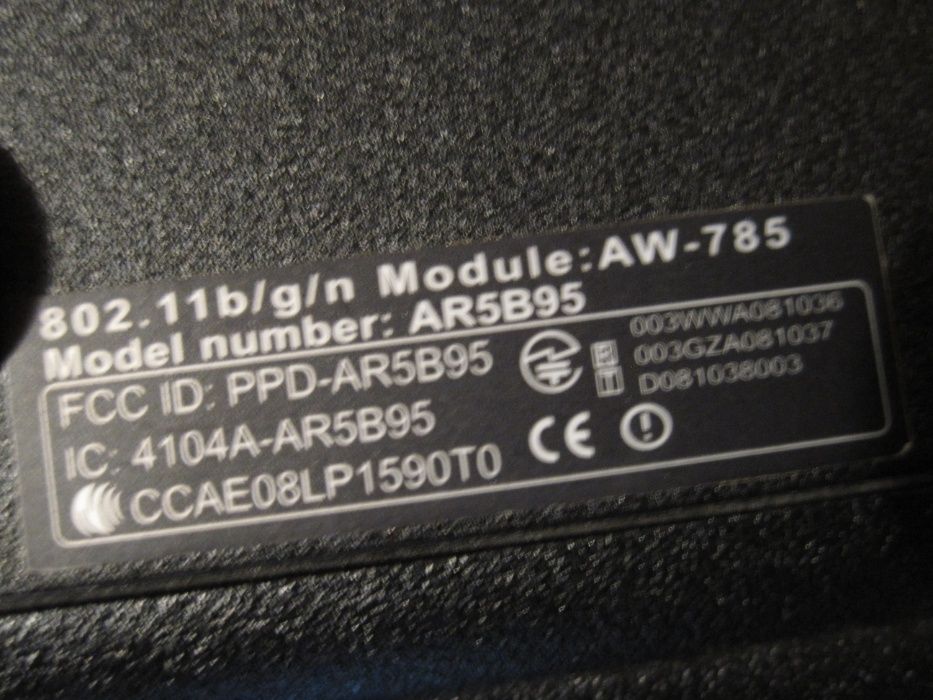 802.11b/g/n Module:AW-785
Model number: AR5B95
FCC ID: PPD-AR5B95
IC: 4104A-AR5B95
CCAE08LP1590T0
003WWA081036
R 003GZA081037
T D081038003
CE